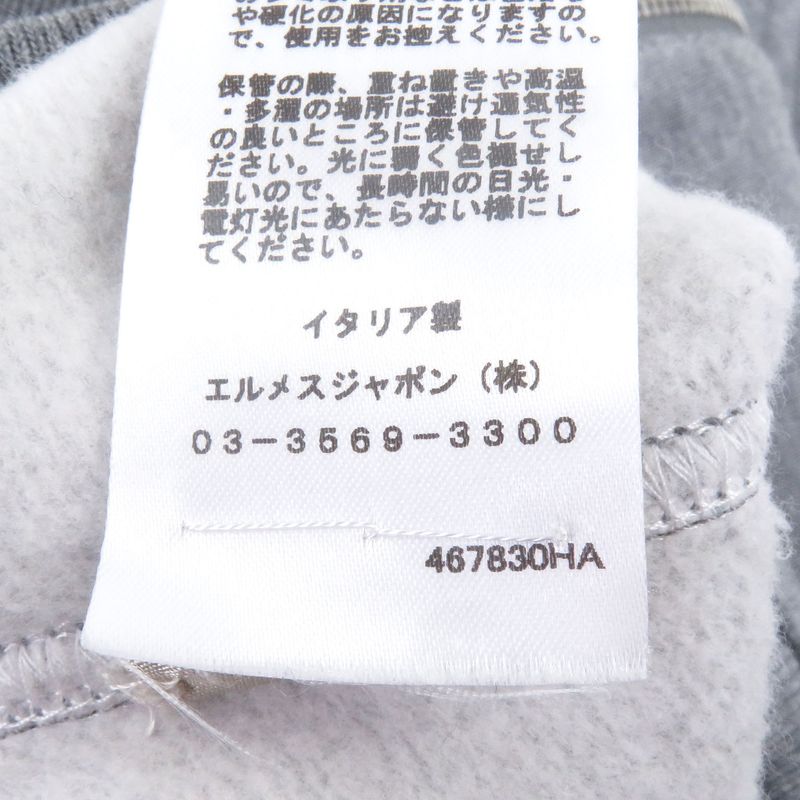 や硬化の原因になりますの
で、使用をお控えください。
保管の際、重ね置きや高温
・多湿の場所は避け通気性
の良いところに保管してく
ださい。光に弱く色褪せし
易いので、長時間の日光・
電灯光にあたらない様にし
てください。
イタリア製
エルメスジャポン（株）
03-3569-3300
467830HA